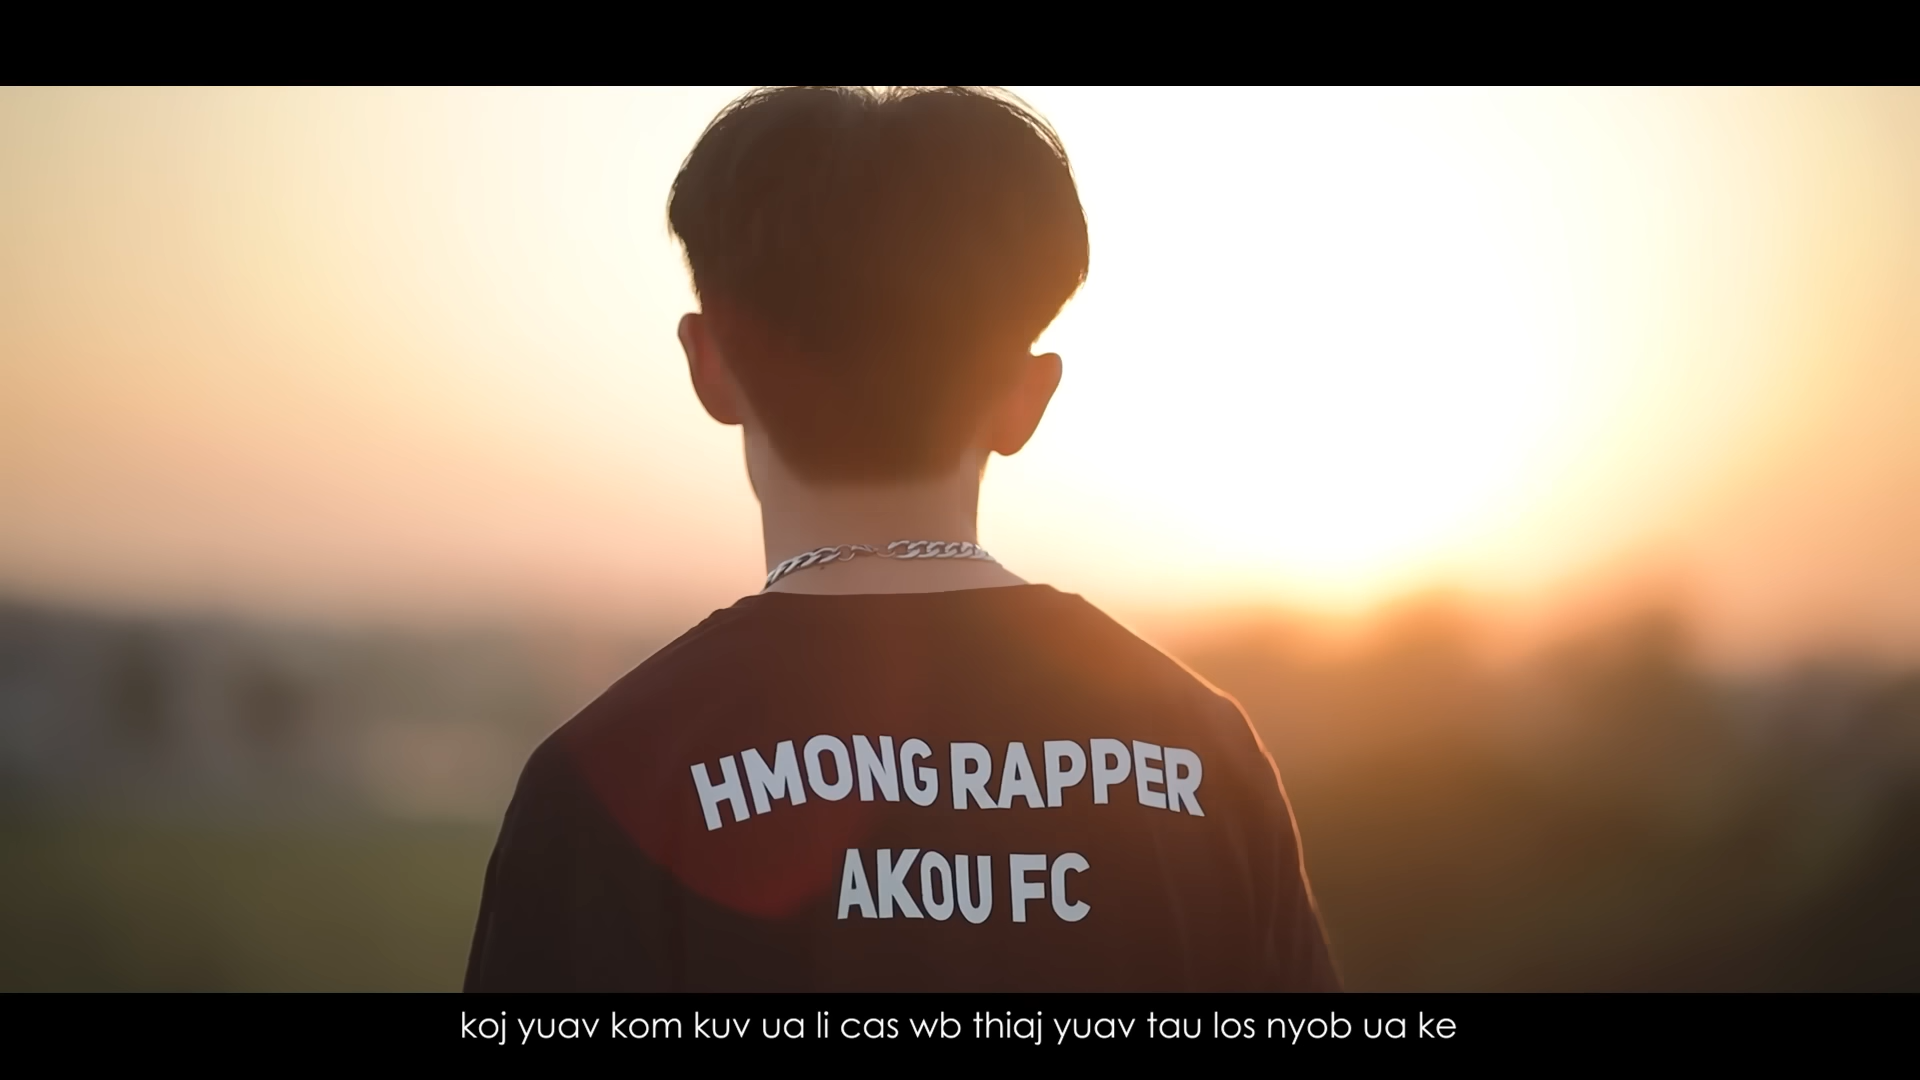 HMONG RAPPER
AKOU FC
koj yuav kom kuv ua li cas wb thiaj yuav tau los nyob ua ke